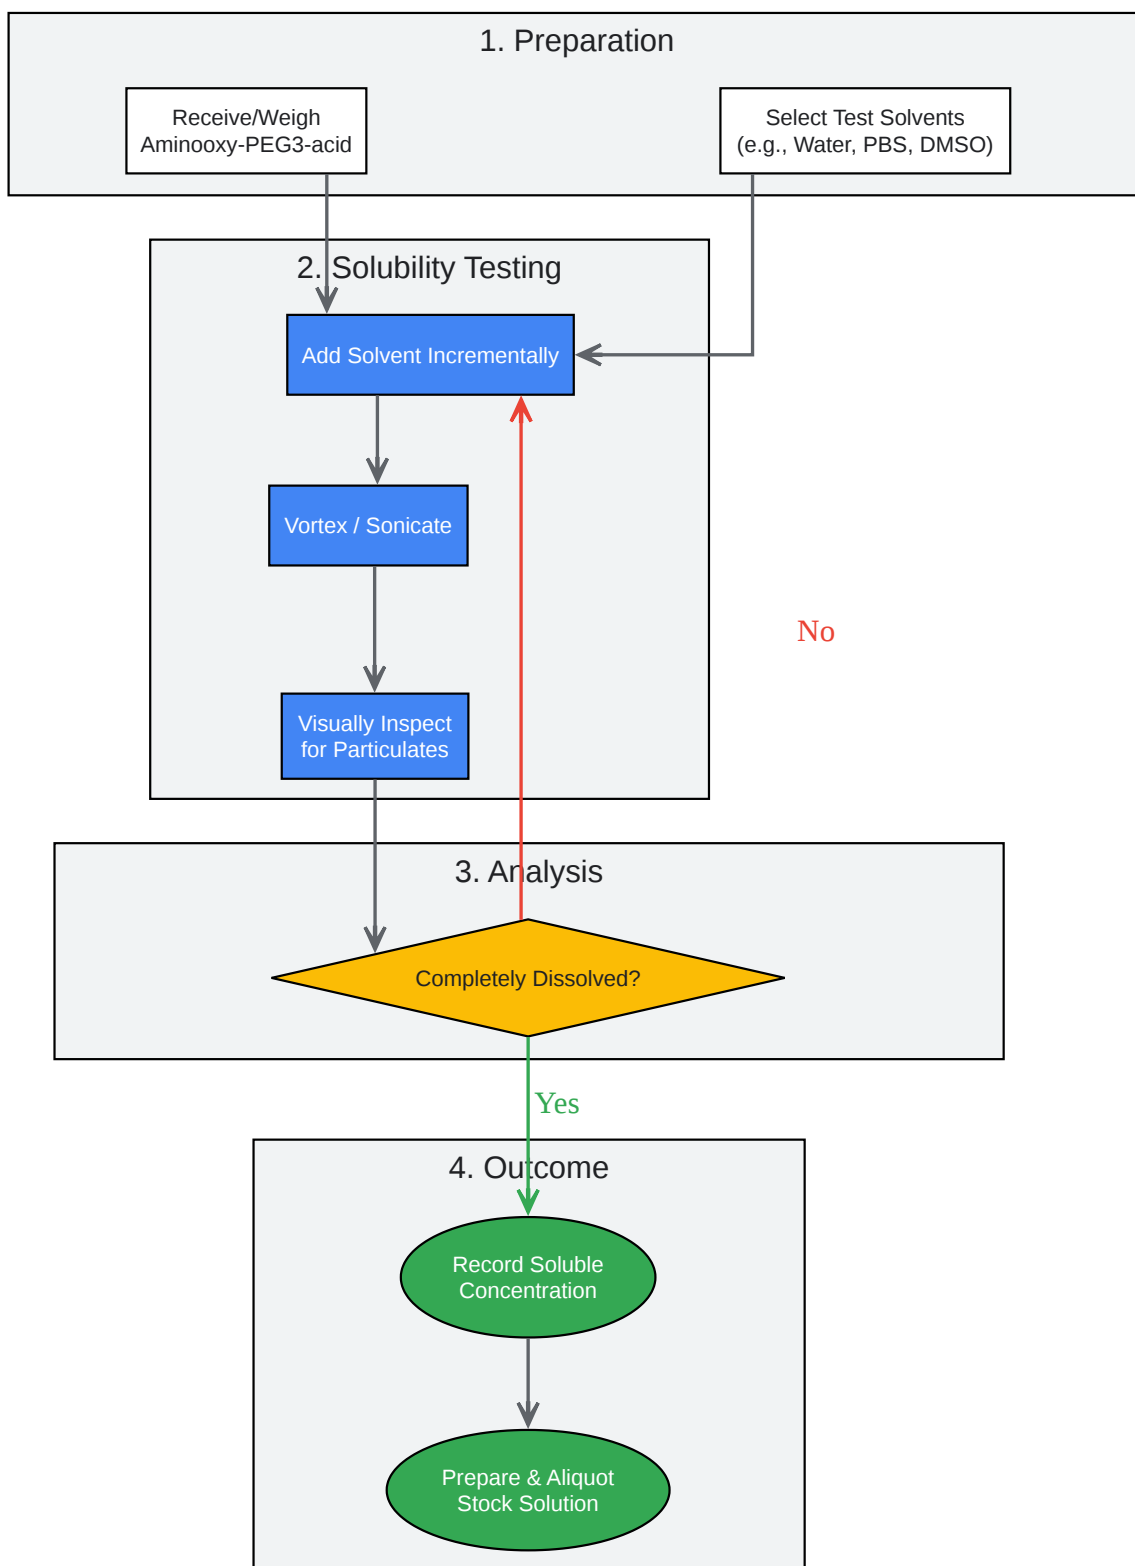 1. Preparation
Receive/Weigh
Aminooxy-PEG3-acid
Select Test Solvents
(e.g., Water, PBS, DMSO)
2. Solubility Testing
Add Solvent Incrementally
Vortex / Sonicate
No
Visually Inspect
for Particulates
3. Analysis
Completely Dissolved?
Yes
4. Outcome
Record Soluble
Concentration
Prepare & Aliquot
Stock Solution